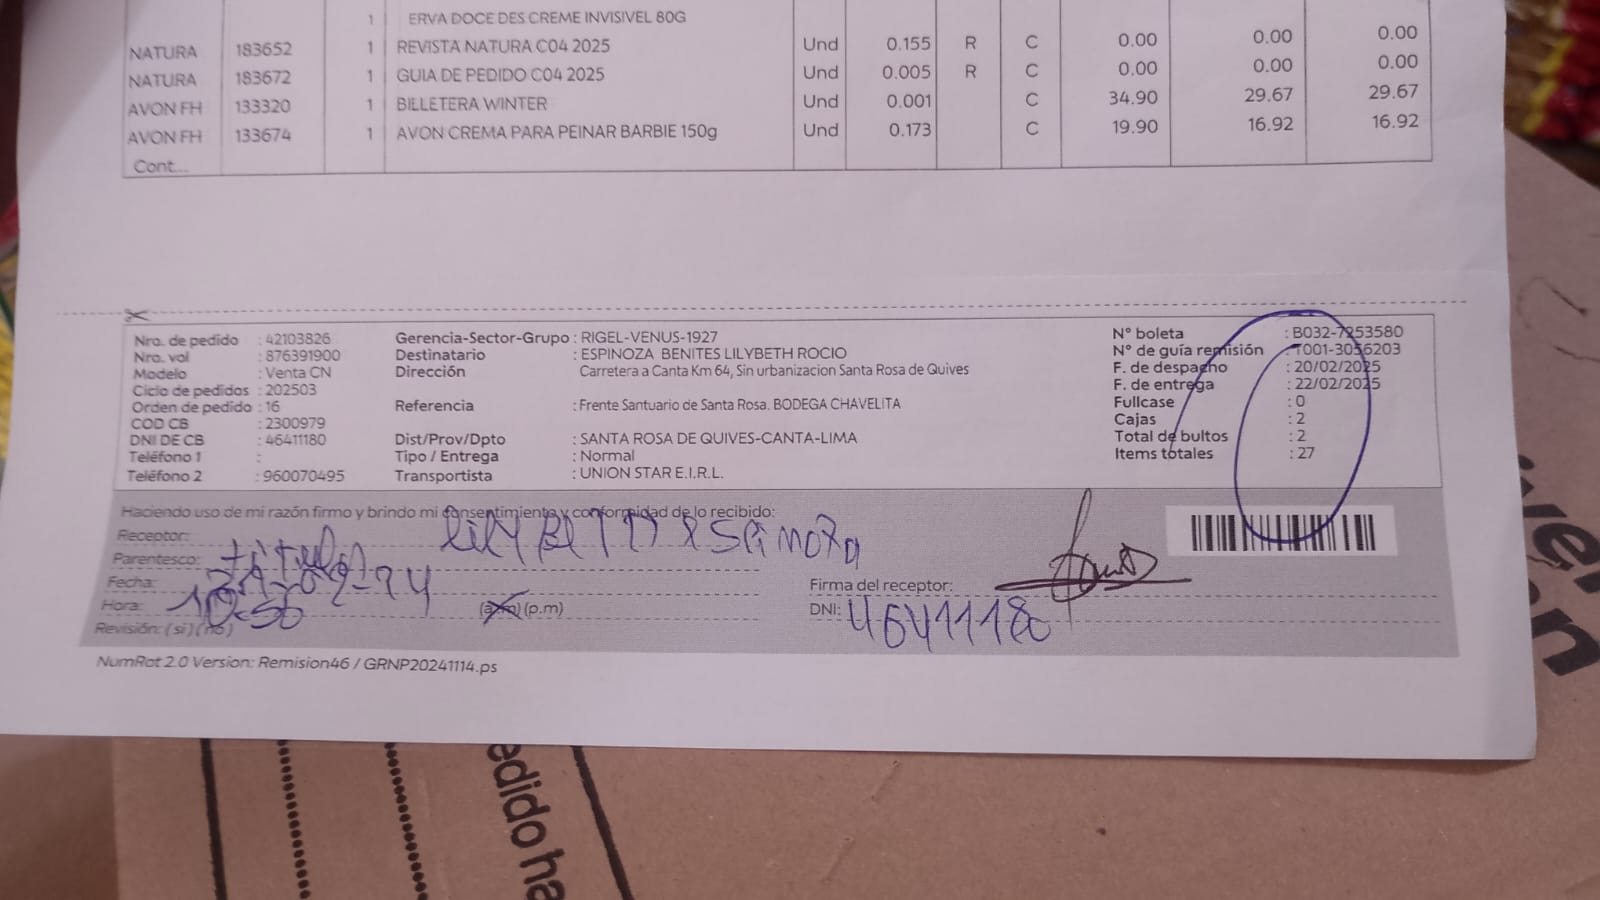 1 ERVA DOCE DES CREME INVISIVEL 80G
NATURA 183652 1 REVISTA NATURA C04 2025 Und 0.155 R C 0.00 0.00 0.00
NATURA 183672 1 GUIA DE PEDIDO C04 2025 Und 0.005 R C 0.00 0.00 0.00
AVON FH 133320 1 BILLETERA WINTER Und 0.001 C 34.90 29.67 29.67
AVON FH 133674 1 AVON CREMA PARA PEINAR BARBIE 150g Und 0.173 C 19.90 16.92 16.92
Cont...
Nro. de pedido : 42103826
Nro. vol : 876391900
Modelo : Venta CN
Ciclo de pedidos : 202503
Orden de pedido : 16
COD CB : 2300979
DNI DE CB : 46411180
Teléfono 1 :
Teléfono 2 : 960070495
Gerencia-Sector-Grupo : RIGEL-VENUS-1927
Destinatario : ESPINOZA BENITES LILYBETH ROCIO
Dirección Carretera a Canta Km 64, Sin urbanizacion Santa Rosa de Quives
Referencia : Frente Santuario de Santa Rosa. BODEGA CHAVELITA
Dist/Prov/Dpto : SANTA ROSA DE QUIVES-CANTA-LIMA
Tipo / Entrega : Normal
Transportista : UNION STAR E.I.R.L.
N° boleta : B032-7253580
N° de guía remisión : T001-3056203
F. de despacho : 20/02/2025
F. de entrega : 22/02/2025
Fullcase : 0
Cajas : 2
Total de bultos : 2
Items totales : 27
Haciendo uso de mi razón firmo y brindo mi consentimiento y conformidad de lo recibido:
Receptor:
Parentesco: titular
Fecha:
Hora: 10:56 (a.m) (p.m)
Revisión: (si) (no)
Firma del receptor:
DNI: 46411180
NumRot 2.0 Version: Remision46 / GRNP20241114.ps
edido ha